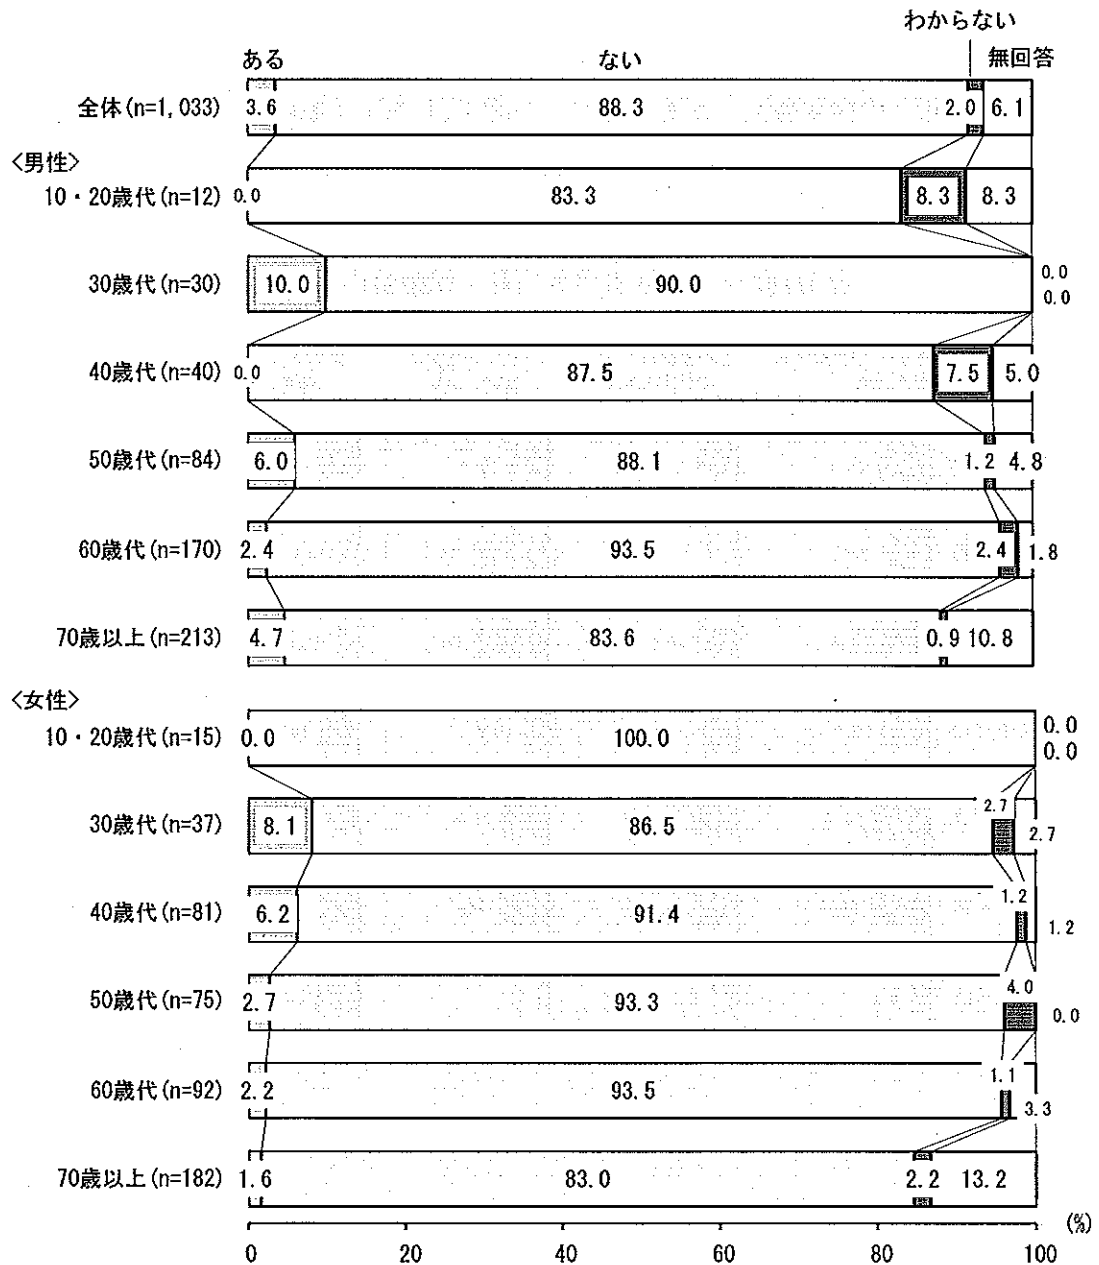 わからない
ある ない 無回答
全体(n=1,033) 3.6 88.3 2.0 6.1
<男性>
10・20歳代(n=12) 0.0 83.3 8.3 8.3
30歳代(n=30) 10.0 90.0 0.0
0.0
40歳代(n=40) 0.0 87.5 7.5 5.0
50歳代(n=84) 6.0 88.1 1.2 4.8
60歳代(n=170) 2.4 93.5 2.4 1.8
70歳以上(n=213) 4.7 83.6 0.9 10.8
<女性>
10・20歳代(n=15) 0.0 100.0 0.0
0.0
30歳代(n=37) 8.1 86.5 2.7 2.7
40歳代(n=81) 6.2 91.4 1.2 1.2
50歳代(n=75) 2.7 93.3 4.0 0.0
60歳代(n=92) 2.2 93.5 1.1 3.3
70歳以上(n=182) 1.6 83.0 2.2 13.2
(%)
0 20 40 60 80 100